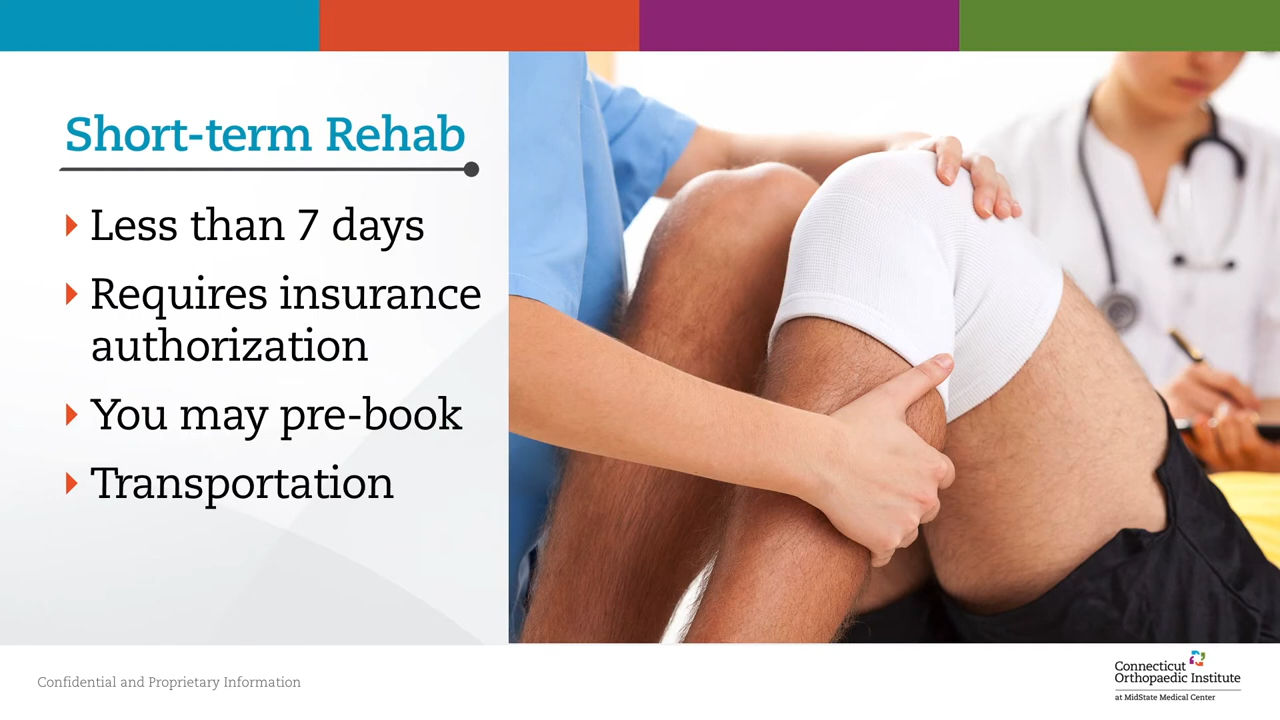 Short-term Rehab
Less than 7 days
Requires insurance
authorization
You may pre-book
Transportation
Confidential and Proprietary Information
Connecticut
Orthopaedic Institute
at MidState Medical Center